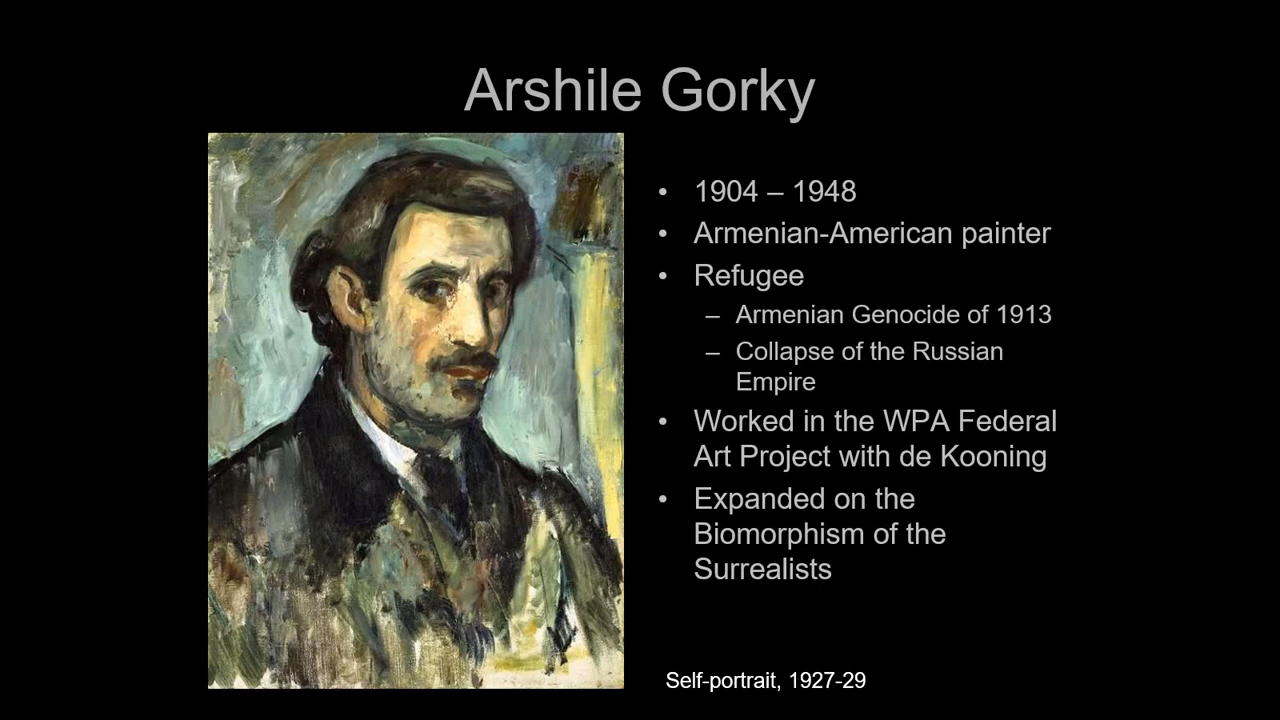 Arshile Gorky
• 1904 – 1948
• Armenian-American painter
• Refugee
– Armenian Genocide of 1913
– Collapse of the Russian
Empire
• Worked in the WPA Federal
Art Project with de Kooning
• Expanded on the
Biomorphism of the
Surrealists
Self-portrait, 1927-29